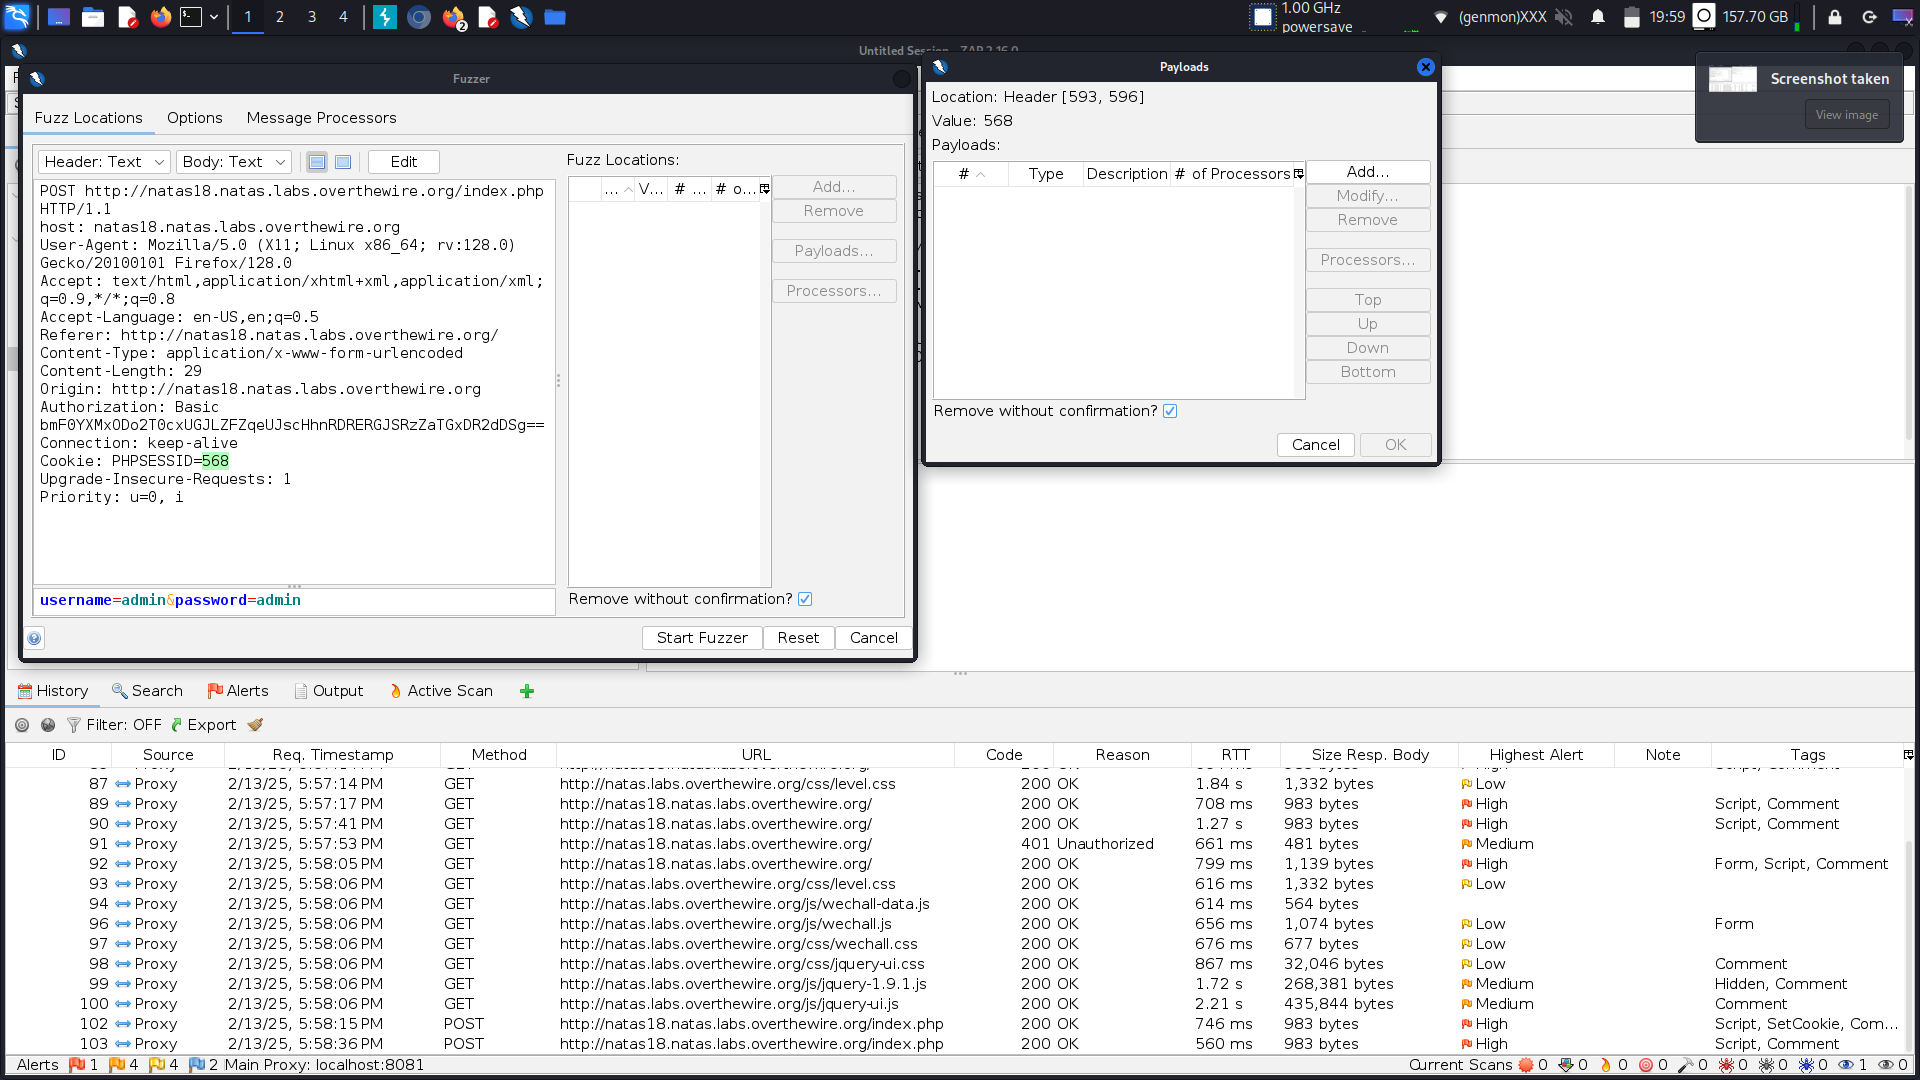 1 2 3 4
1.00 GHz
powersave
(genmon)XXX
19:59
157.70 GB
Untitled Session - ZAP 2.16.0
Fuzzer
Fuzz Locations Options Message Processors
Header: Text Body: Text Edit
POST http://natas18.natas.labs.overthewire.org/index.php
HTTP/1.1
host: natas18.natas.labs.overthewire.org
User-Agent: Mozilla/5.0 (X11; Linux x86_64; rv:128.0)
Gecko/20100101 Firefox/128.0
Accept: text/html,application/xhtml+xml,application/xml;
q=0.9,*/*;q=0.8
Accept-Language: en-US,en;q=0.5
Referer: http://natas18.natas.labs.overthewire.org/
Content-Type: application/x-www-form-urlencoded
Content-Length: 29
Origin: http://natas18.natas.labs.overthewire.org
Authorization: Basic
bmF0YXMxODo2T0cxUGJLZFZqeUJscHhnRDRERGJSRzZaTGxDR2dDSg==
Connection: keep-alive
Cookie: PHPSESSID=568
Upgrade-Insecure-Requests: 1
Priority: u=0, i
username=admin&password=admin
Fuzz Locations:
... V... # ... # o...
Add...
Remove
Payloads...
Processors...
Remove without confirmation?
Start Fuzzer Reset Cancel
Payloads
Location: Header [593, 596]
Value: 568
Payloads:
# Type Description # of Processors
Add...
Modify...
Remove
Processors...
Top
Up
Down
Bottom
Remove without confirmation?
Cancel OK
Screenshot taken
View image
History Search Alerts Output Active Scan
Filter: OFF Export
ID Source Req. Timestamp Method URL Code Reason RTT Size Resp. Body Highest Alert Note Tags
87 Proxy 2/13/25, 5:57:14 PM GET http://natas.labs.overthewire.org/css/level.css 200 OK 1.84 s 1,332 bytes Low
89 Proxy 2/13/25, 5:57:17 PM GET http://natas18.natas.labs.overthewire.org/ 200 OK 708 ms 983 bytes High Script, Comment
90 Proxy 2/13/25, 5:57:41 PM GET http://natas18.natas.labs.overthewire.org/ 200 OK 1.27 s 983 bytes High Script, Comment
91 Proxy 2/13/25, 5:57:53 PM GET http://natas18.natas.labs.overthewire.org/ 401 Unauthorized 661 ms 481 bytes Medium
92 Proxy 2/13/25, 5:58:05 PM GET http://natas18.natas.labs.overthewire.org/ 200 OK 799 ms 1,139 bytes High Form, Script, Comment
93 Proxy 2/13/25, 5:58:06 PM GET http://natas.labs.overthewire.org/css/level.css 200 OK 616 ms 1,332 bytes Low
94 Proxy 2/13/25, 5:58:06 PM GET http://natas.labs.overthewire.org/js/wechall-data.js 200 OK 614 ms 564 bytes
96 Proxy 2/13/25, 5:58:06 PM GET http://natas.labs.overthewire.org/js/wechall.js 200 OK 656 ms 1,074 bytes Low Form
97 Proxy 2/13/25, 5:58:06 PM GET http://natas.labs.overthewire.org/css/wechall.css 200 OK 676 ms 677 bytes Low
98 Proxy 2/13/25, 5:58:06 PM GET http://natas.labs.overthewire.org/css/jquery-ui.css 200 OK 867 ms 32,046 bytes Low Comment
99 Proxy 2/13/25, 5:58:06 PM GET http://natas.labs.overthewire.org/js/jquery-1.9.1.js 200 OK 1.72 s 268,381 bytes Medium Hidden, Comment
100 Proxy 2/13/25, 5:58:06 PM GET http://natas.labs.overthewire.org/js/jquery-ui.js 200 OK 2.21 s 435,844 bytes Medium Comment
102 Proxy 2/13/25, 5:58:15 PM POST http://natas18.natas.labs.overthewire.org/index.php 200 OK 746 ms 983 bytes High Script, SetCookie, Com...
103 Proxy 2/13/25, 5:58:36 PM POST http://natas18.natas.labs.overthewire.org/index.php 200 OK 560 ms 983 bytes High Script, Comment
Alerts 1 4 4 2 Main Proxy: localhost:8081
Current Scans 0 0 0 0 0 0 0 0 1 0